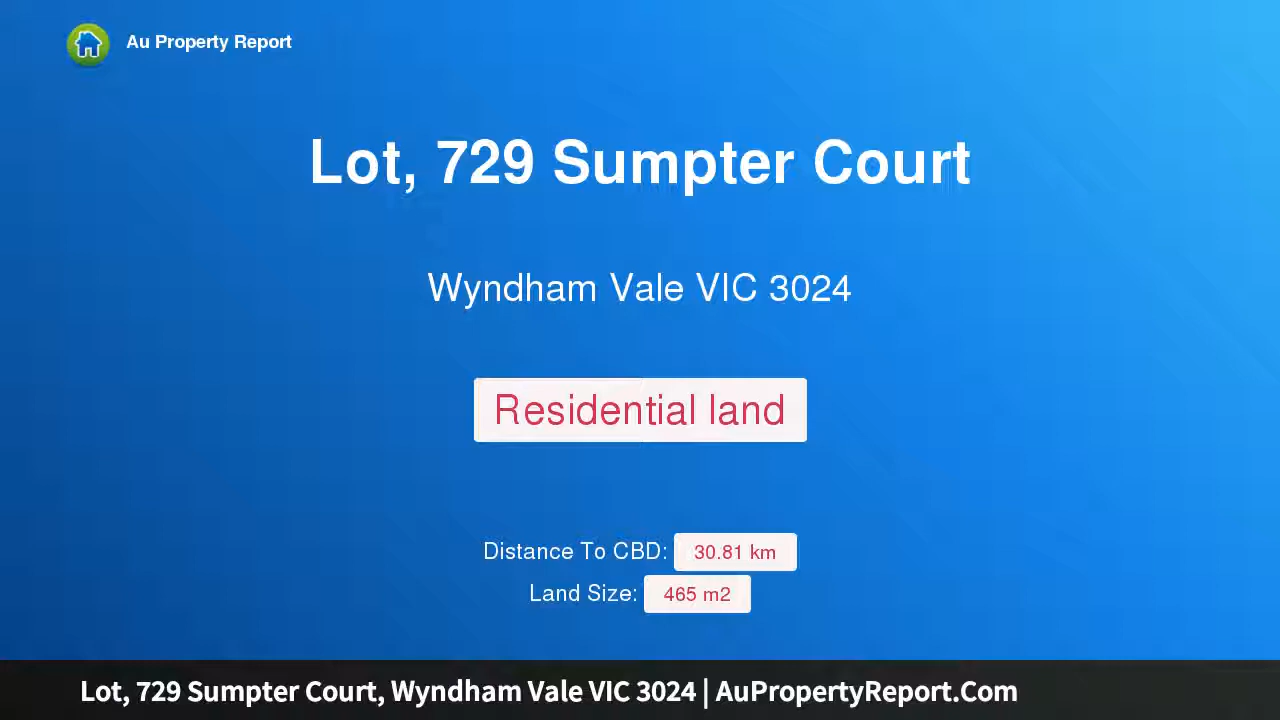 Au Property Report
Lot, 729 Sumpter Court
Wyndham Vale VIC 3024
Residential land
Distance To CBD: 30.81 km
Land Size: 465 m2
Lot, 729 Sumpter Court, Wyndham Vale VIC 3024 | AuPropertyReport.Com